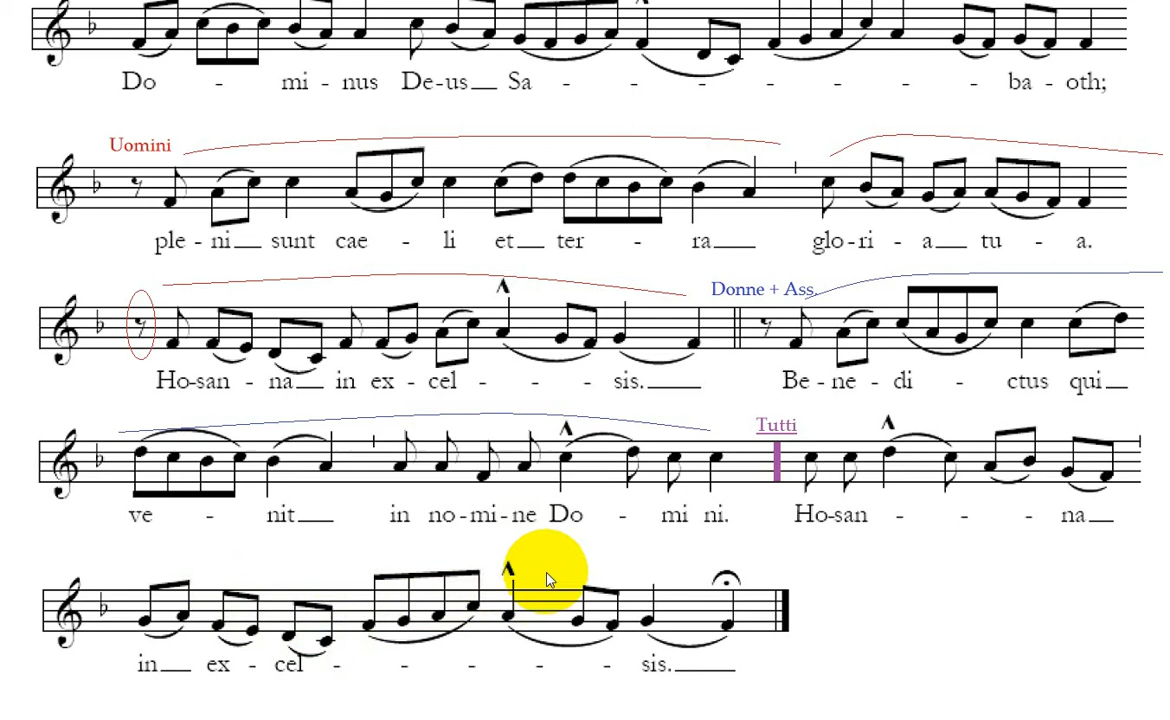 Do - mi - nus De-us Sa - - - - - - - ba - oth;
Uomini
ple - ni sunt cae - li et ter - ra glo-ri - a tu - a.
Donne + Ass.
Ho-san - na in ex - cel - - - sis. Be - ne - di - ctus qui
Tutti
ve - nit in no-mi-ne Do - mi ni. Ho-san - - - na
in ex - cel - - - - - sis.